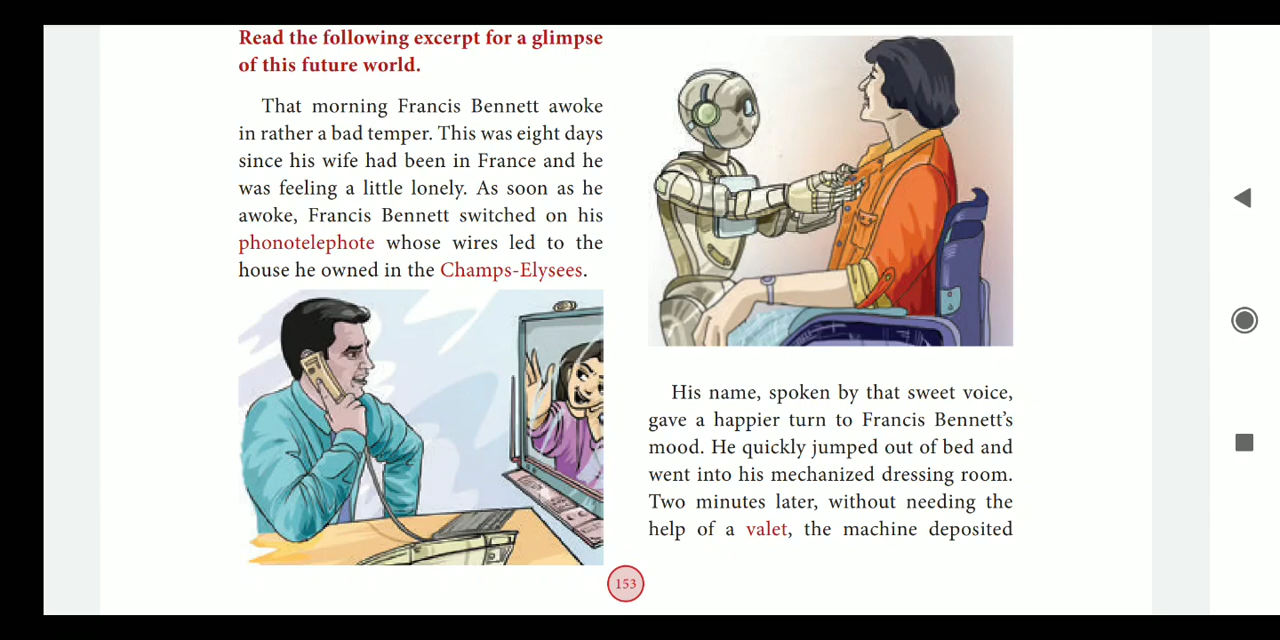 Read the following excerpt for a glimpse
of this future world.
That morning Francis Bennett awoke
in rather a bad temper. This was eight days
since his wife had been in France and he
was feeling a little lonely. As soon as he
awoke, Francis Bennett switched on his
phonotelephote whose wires led to the
house he owned in the Champs-Elysees.
His name, spoken by that sweet voice,
gave a happier turn to Francis Bennett’s
mood. He quickly jumped out of bed and
went into his mechanized dressing room.
Two minutes later, without needing the
help of a valet, the machine deposited
153